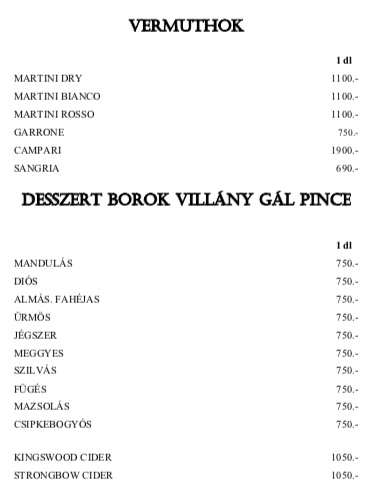 VERMUTHOK
1 dl
MARTINI DRY 1100.-
MARTINI BIANCO 1100.-
MARTINI ROSSO 1100.-
GARRONE 750.-
CAMPARI 1900.-
SANGRIA 690.-
DESSZERT BOROK VILLÁNY GÁL PINCE
1 dl
MANDULÁS 750.-
DIÓS 750.-
ALMÁS. FAHÉJAS 750.-
ÜRMÖS 750.-
JÉGSZER 750.-
MEGGYES 750.-
SZILVÁS 750.-
FÜGÉS 750.-
MAZSOLÁS 750.-
CSIPKEBOGYÓS 750.-
KINGSWOOD CIDER 1050.-
STRONGBOW CIDER 1050.-